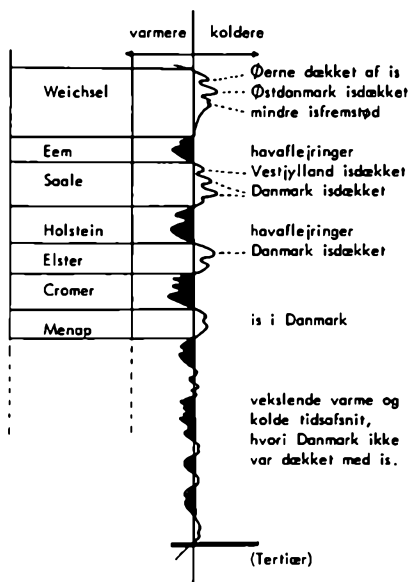 varmere koldere
Øerne dækket af is
Weichsel Østdanmark isdækket
mindre isfremstød
Eem havaflejringer
Saale Vestjylland isdækket
Danmark isdækket
Holstein havaflejringer
Elster Danmark isdækket
Cromer
Menap is i Danmark
vekslende varme og
kolde tidsafsnit,
hvori Danmark ikke
var dækket med is.
(Tertiær)